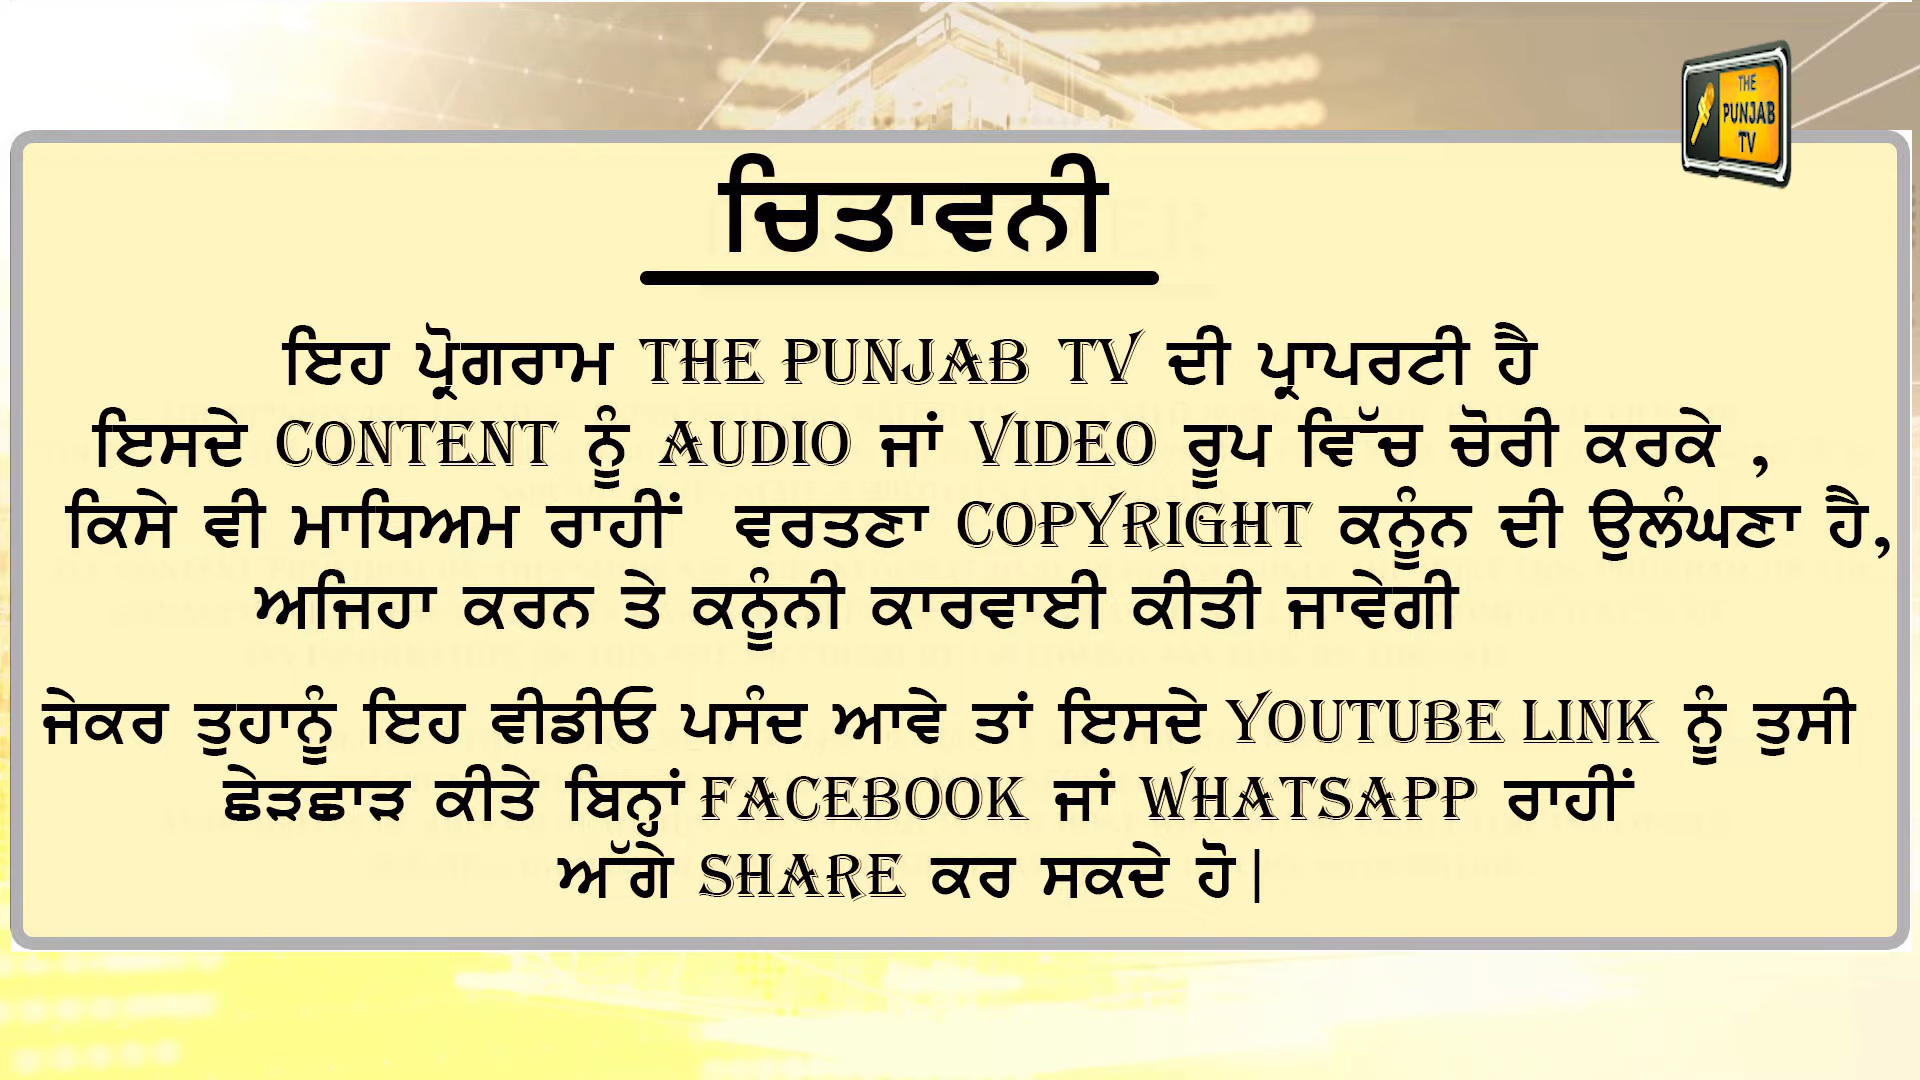 THE
PUNJAB
TV
ਚਿਤਾਵਨੀ
ਇਹ ਪ੍ਰੋਗਰਾਮ THE PUNJAB TV ਦੀ ਪ੍ਰਾਪਰਟੀ ਹੈ
ਇਸਦੇ CONTENT ਨੂੰ AUDIO ਜਾਂ VIDEO ਰੂਪ ਵਿੱਚ ਚੋਰੀ ਕਰਕੇ ,
ਕਿਸੇ ਵੀ ਮਾਧਿਅਮ ਰਾਹੀਂ ਵਰਤਣਾ COPYRIGHT ਕਨੂੰਨ ਦੀ ਉਲੰਘਣਾ ਹੈ,
ਅਜਿਹਾ ਕਰਨ ਤੇ ਕਨੂੰਨੀ ਕਾਰਵਾਈ ਕੀਤੀ ਜਾਵੇਗੀ
ਜੇਕਰ ਤੁਹਾਨੂੰ ਇਹ ਵੀਡੀਓ ਪਸੰਦ ਆਵੇ ਤਾਂ ਇਸਦੇ YOUTUBE LINK ਨੂੰ ਤੁਸੀ
ਛੇੜਛਾੜ ਕੀਤੇ ਬਿਨ੍ਹਾਂ FACEBOOK ਜਾਂ WHATSAPP ਰਾਹੀਂ
ਅੱਗੇ SHARE ਕਰ ਸਕਦੇ ਹੋ|